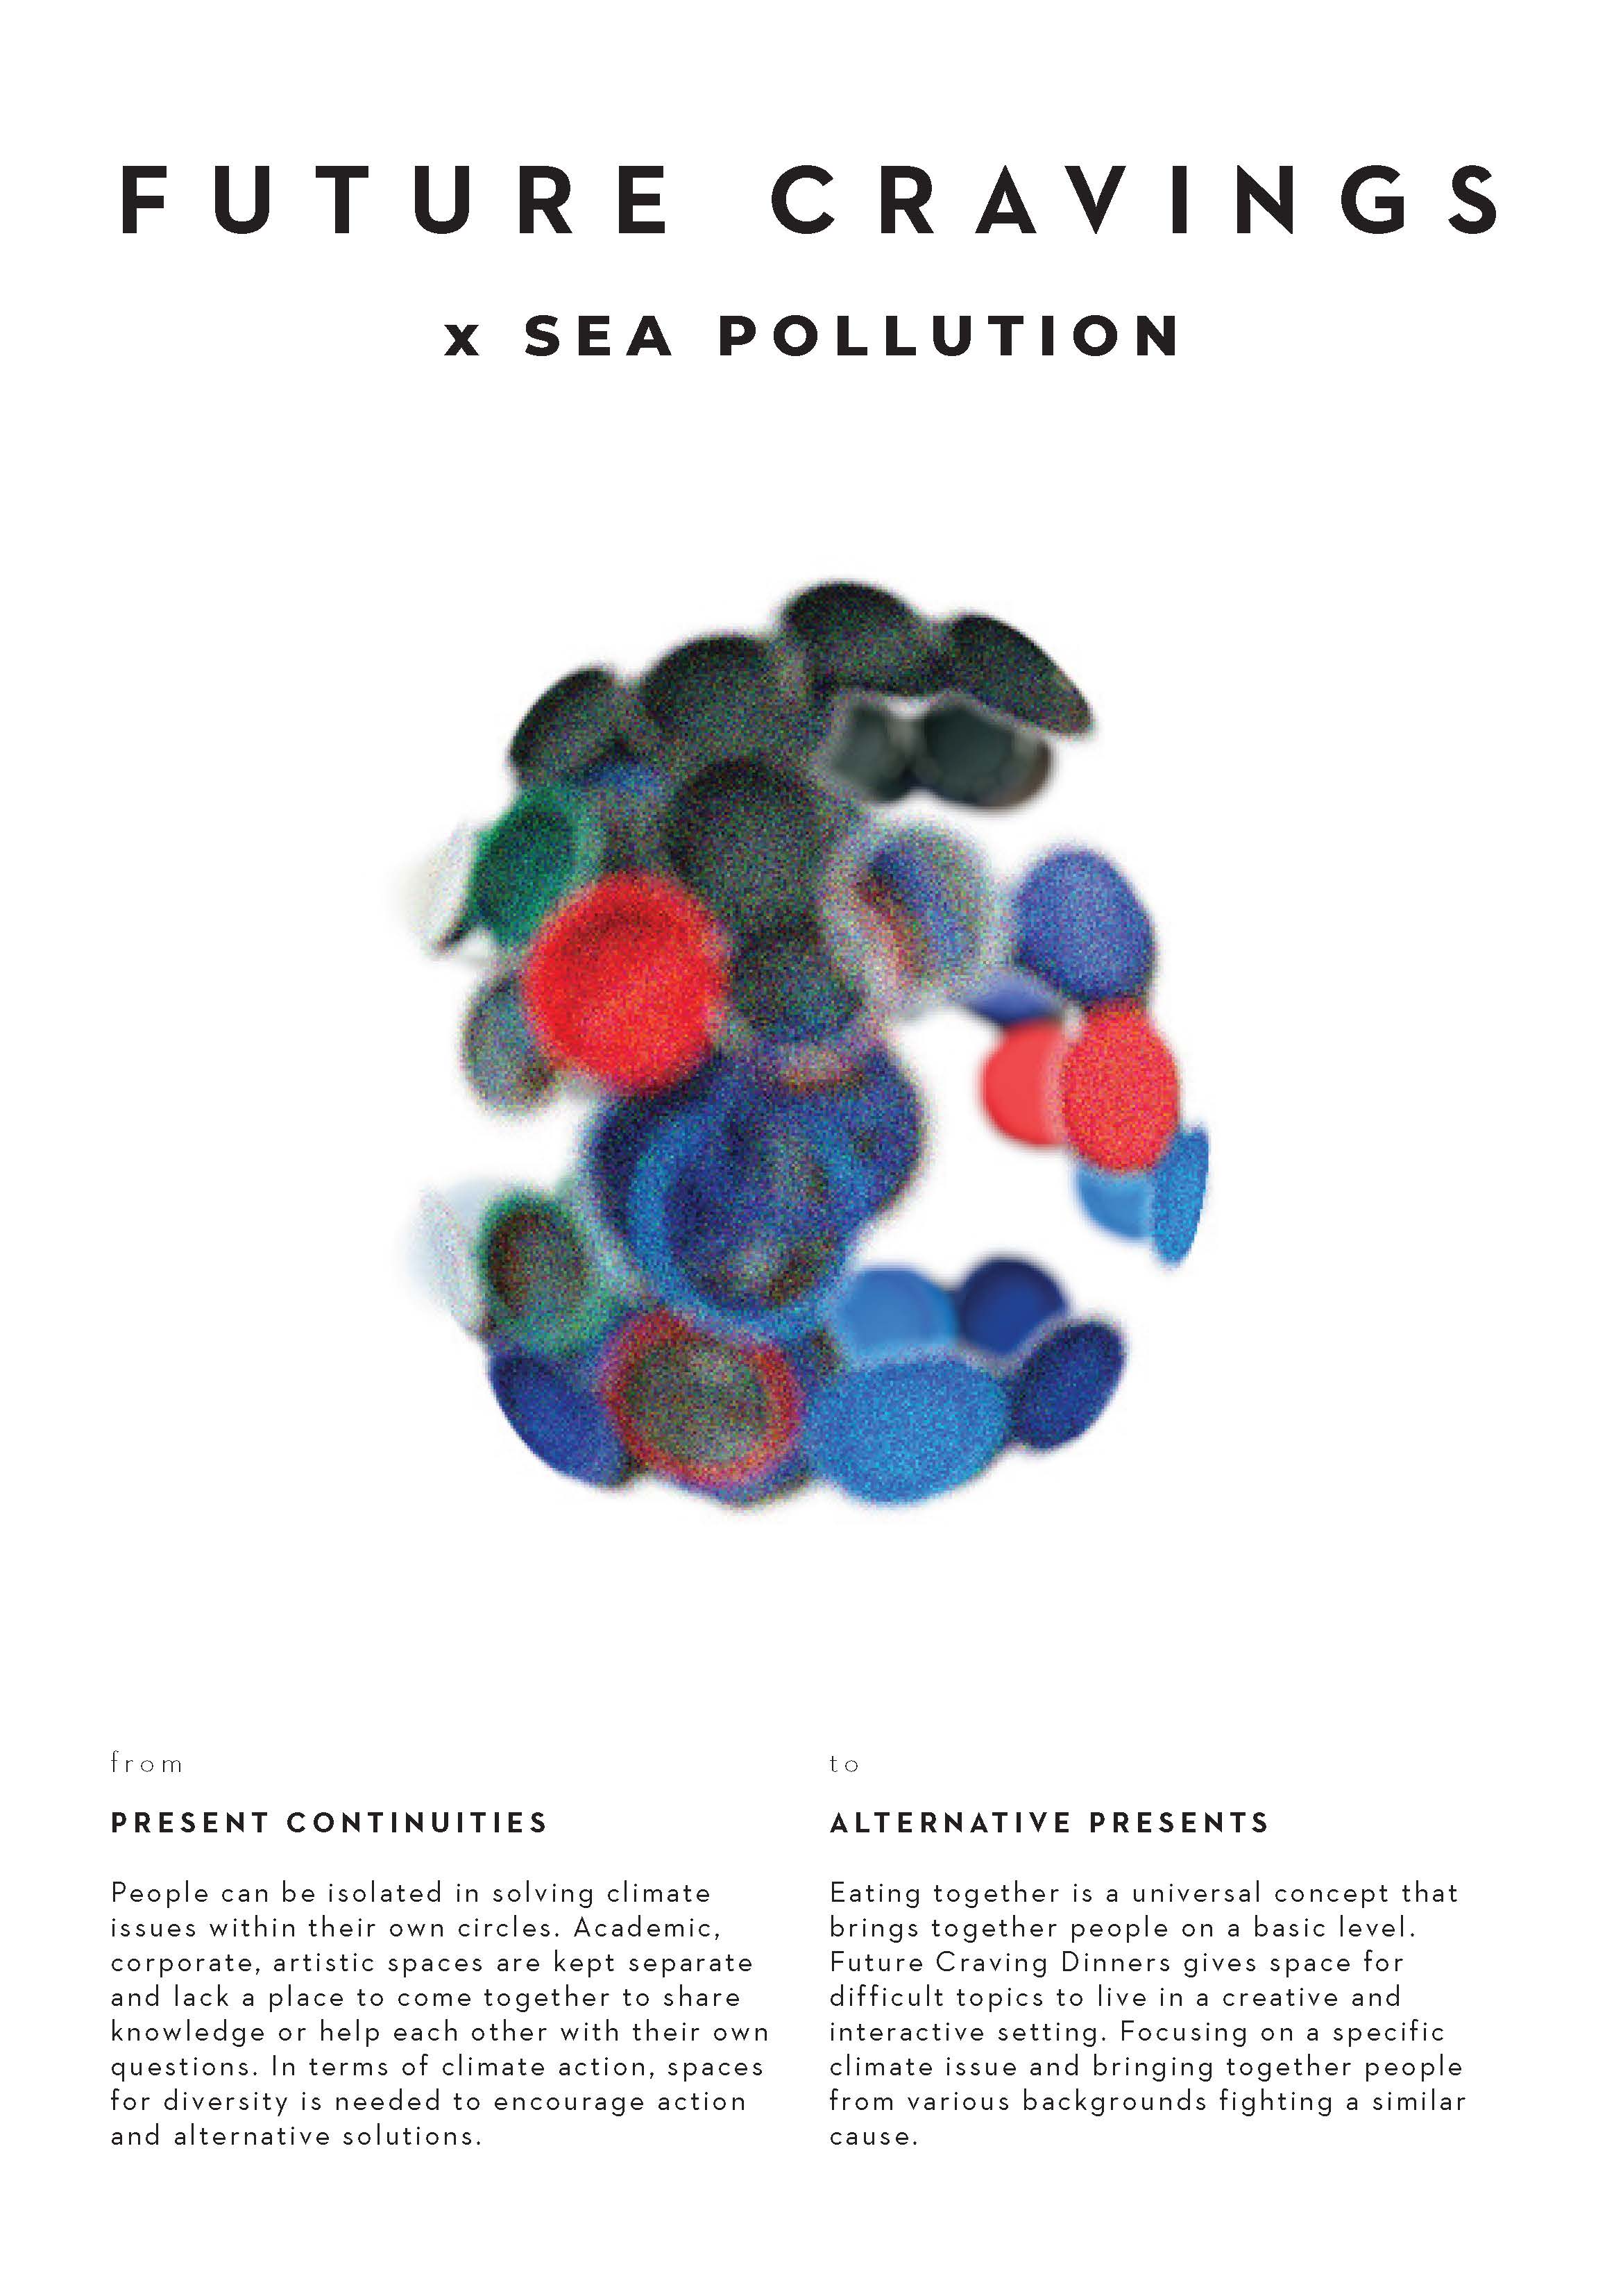 FUTURE CRAVINGS
x SEA POLLUTION
from
PRESENT CONTINUITIES
People can be isolated in solving climate
issues within their own circles. Academic,
corporate, artistic spaces are kept separate
and lack a place to come together to share
knowledge or help each other with their own
questions. In terms of climate action, spaces
for diversity is needed to encourage action
and alternative solutions.
to
ALTERNATIVE PRESENTS
Eating together is a universal concept that
brings together people on a basic level.
Future Craving Dinners gives space for
difficult topics to live in a creative and
interactive setting. Focusing on a specific
climate issue and bringing together people
from various backgrounds fighting a similar
cause.